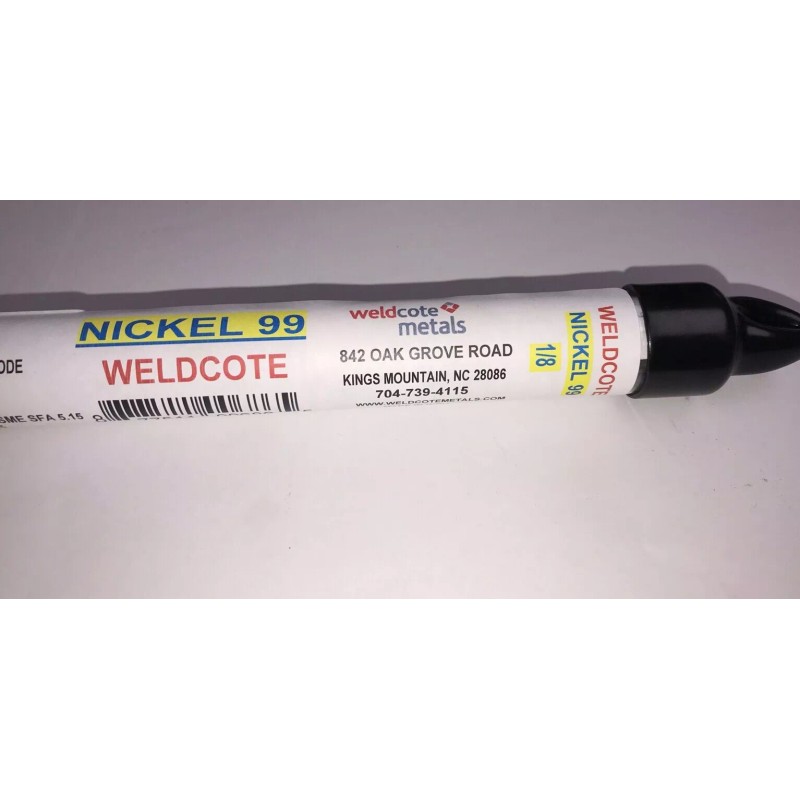 ODE
SME SFA 5.15
NICKEL 99
WELDCOTE
weldcote
metals
842 OAK GROVE ROAD
KINGS MOUNTAIN, NC 28086
704-739-4115
WWW.WELDCOTEMETALS.COM
WELDCOTE
NICKEL 99
1/8